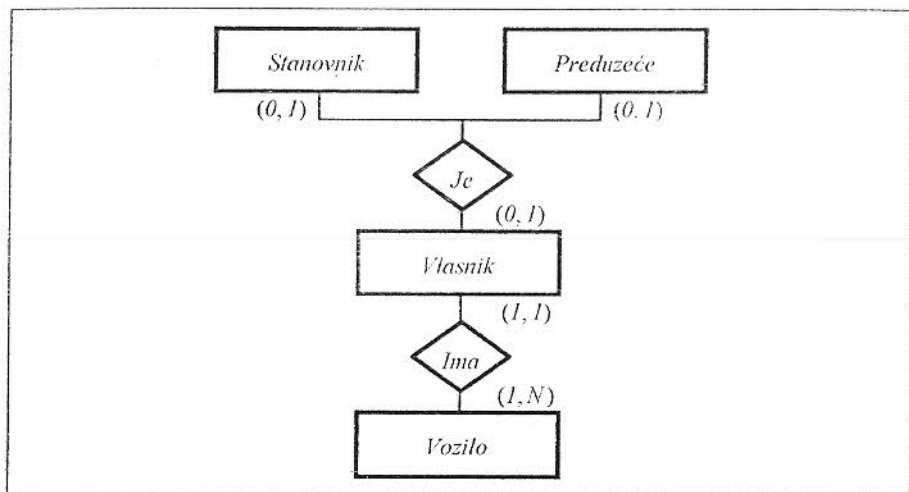 Stanovnik Preduzeće
(0, 1) (0. 1)
Je
(0, 1)
Vlasnik
(1, 1)
Ima
(1, N)
Vozilo